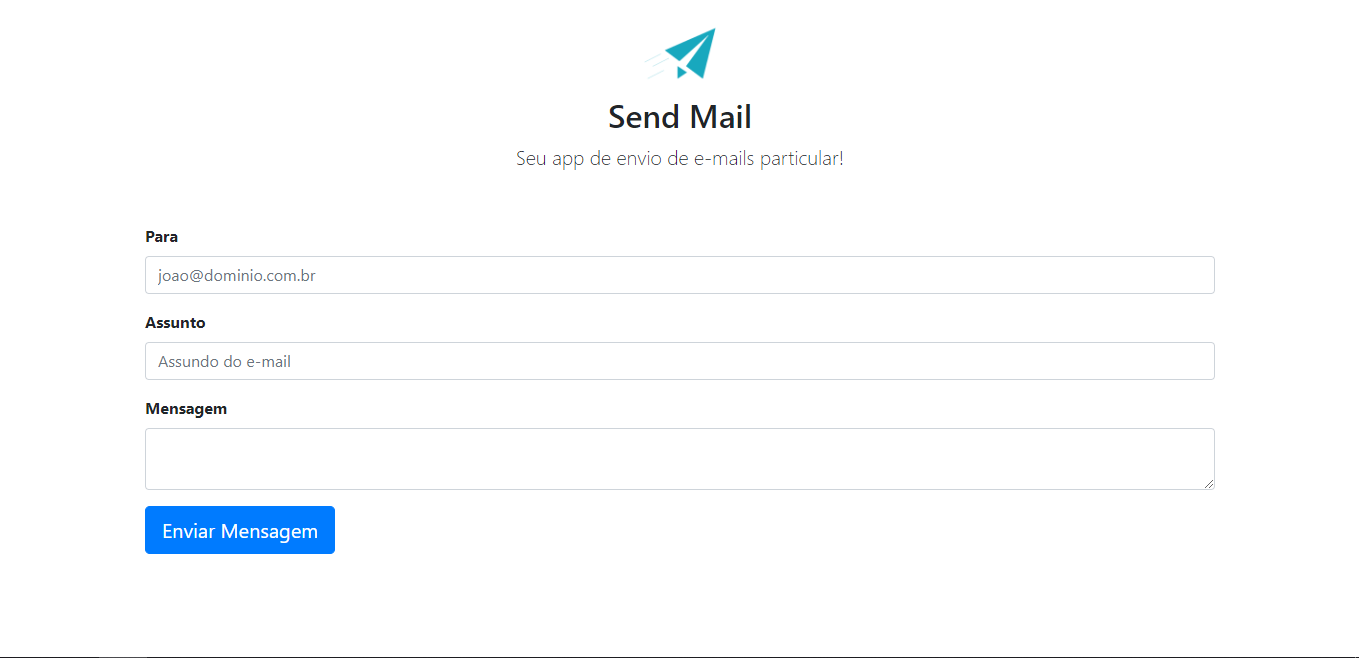 Send Mail
Seu app de envio de e-mails particular!
Para
joao@dominio.com.br
Assunto
Assundo do e-mail
Mensagem
Enviar Mensagem